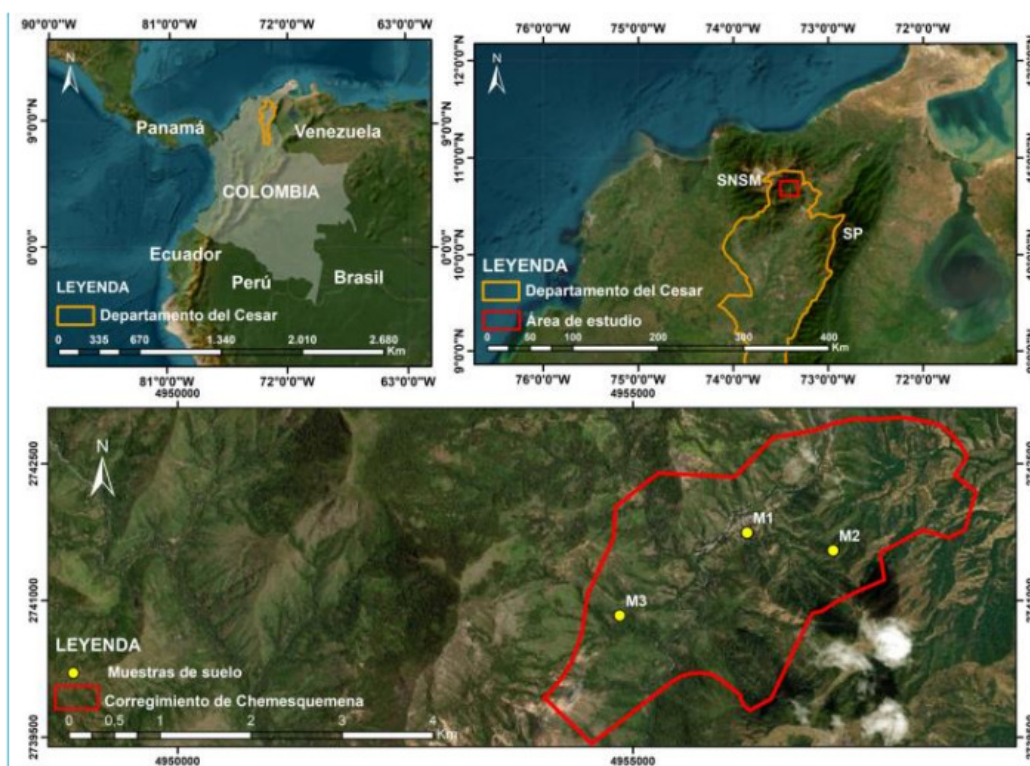 90°0'0"W 81°0'0"W 72°0'0"W 63°0'0"W
N
9°0'0"N
9°0'0"N
0°0'0"
0°0'0"
Panamá
Venezuela
COLOMBIA
Ecuador
Perú
Brasil
LEYENDA
Departamento del Cesar
0 335 670 1.340 2.010 2.680
Km
81°0'0"W 72°0'0"W 63°0'0"W
76°0'0"W 75°0'0"W 74°0'0"W 73°0'0"W 72°0'0"W
N
12°0'0"N
11°0'0"N
10°0'0"N
9°0'0"N
SNSM
SP
LEYENDA
Departamento del Cesar
Área de estudio
0 50 100 200 300 400
Km
76°0'0"W 75°0'0"W 74°0'0"W 73°0'0"W 72°0'0"W
4950000 4955000
N
2742500
2741000
2739500
M1
M2
M3
LEYENDA
Muestras de suelo
Corregimiento de Chemesquemena
0 0,5 1 2 3 4
Km
4950000 4955000